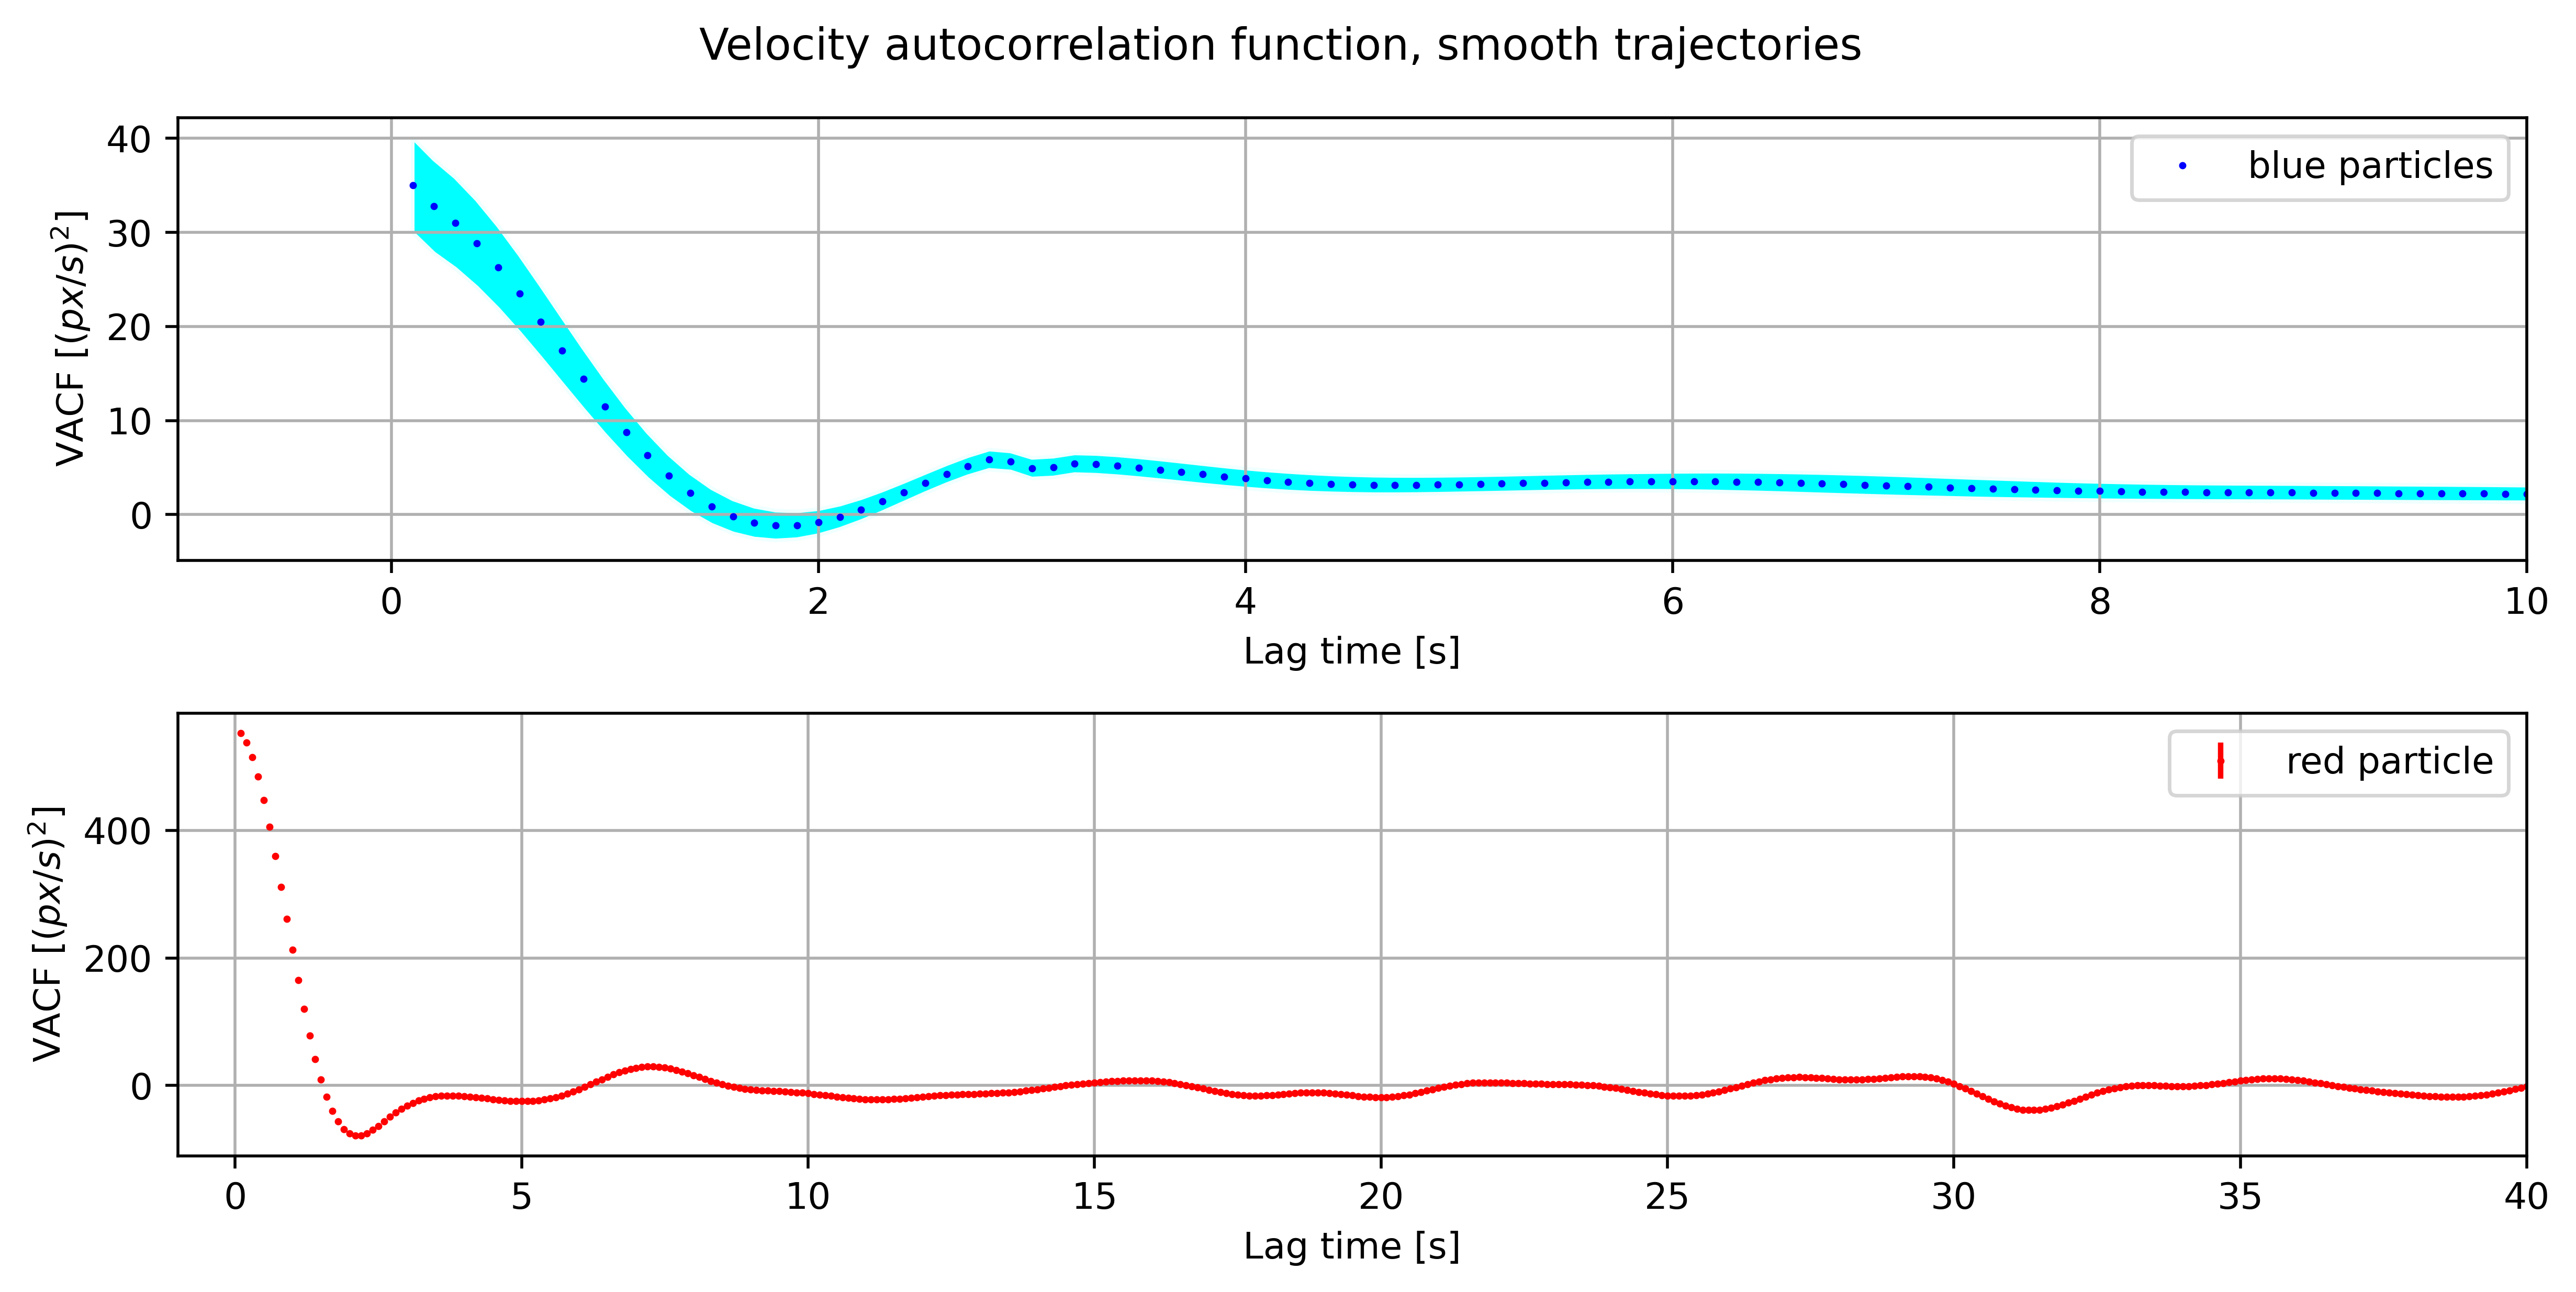 Velocity autocorrelation function, smooth trajectories
VACF [(px/s)²]
40
30
20
10
0
blue particles
0 2 4 6 8 10
Lag time [s]
VACF [(px/s)²]
400
200
0
red particle
0 5 10 15 20 25 30 35 40
Lag time [s]